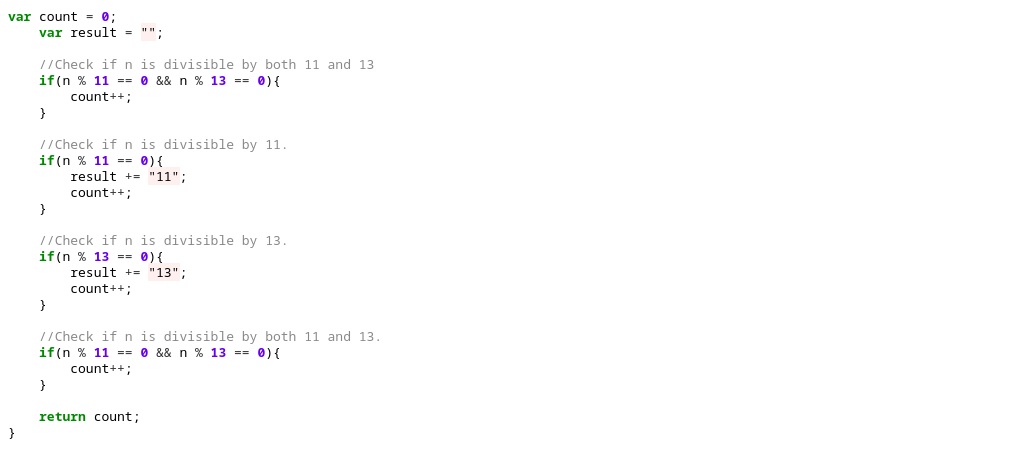 var count = 0;
    var result = "";

    //Check if n is divisible by both 11 and 13
    if(n % 11 == 0 && n % 13 == 0){
        count++;
    }

    //Check if n is divisible by 11.
    if(n % 11 == 0){
        result += "11";
        count++;
    }

    //Check if n is divisible by 13.
    if(n % 13 == 0){
        result += "13";
        count++;
    }

    //Check if n is divisible by both 11 and 13.
    if(n % 11 == 0 && n % 13 == 0){
        count++;
    }

    return count;
}